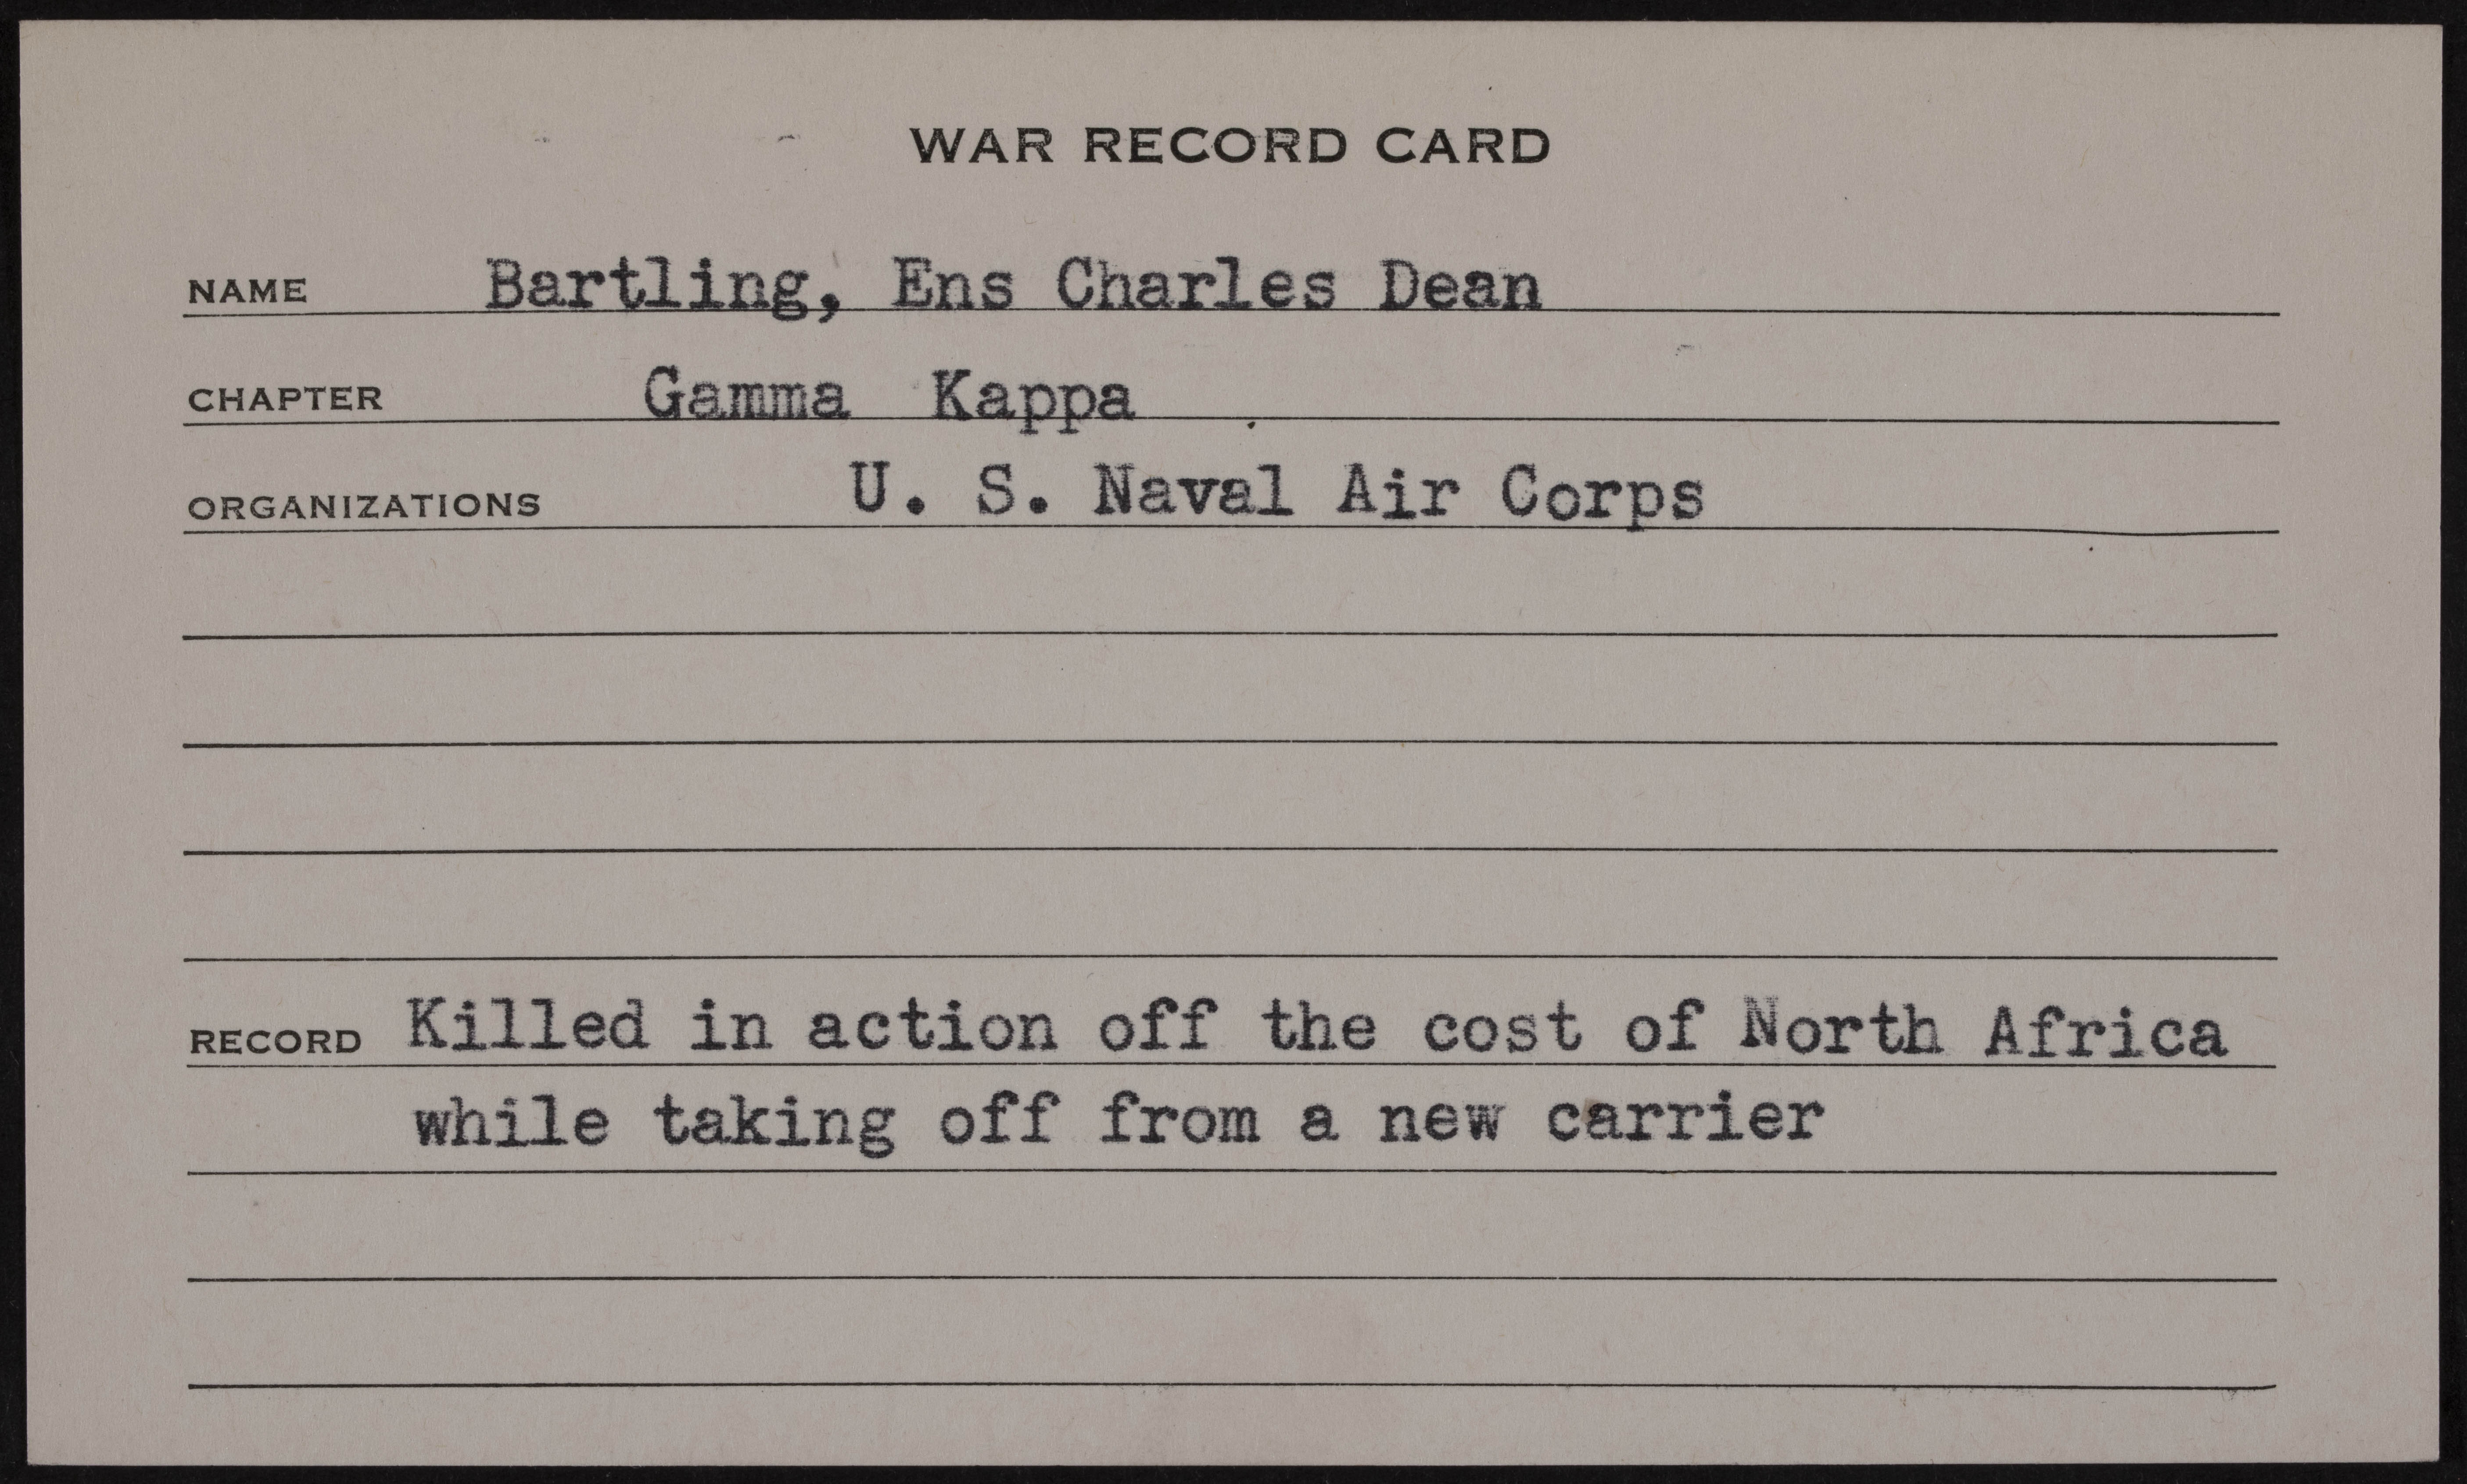 WAR RECORD CARD
NAME Bartling, Ens Charles Dean
CHAPTER Gamma Kappa
ORGANIZATIONS U. S. Naval Air Corps
RECORD Killed in action off the cost of North Africa
while taking off from a new carrier